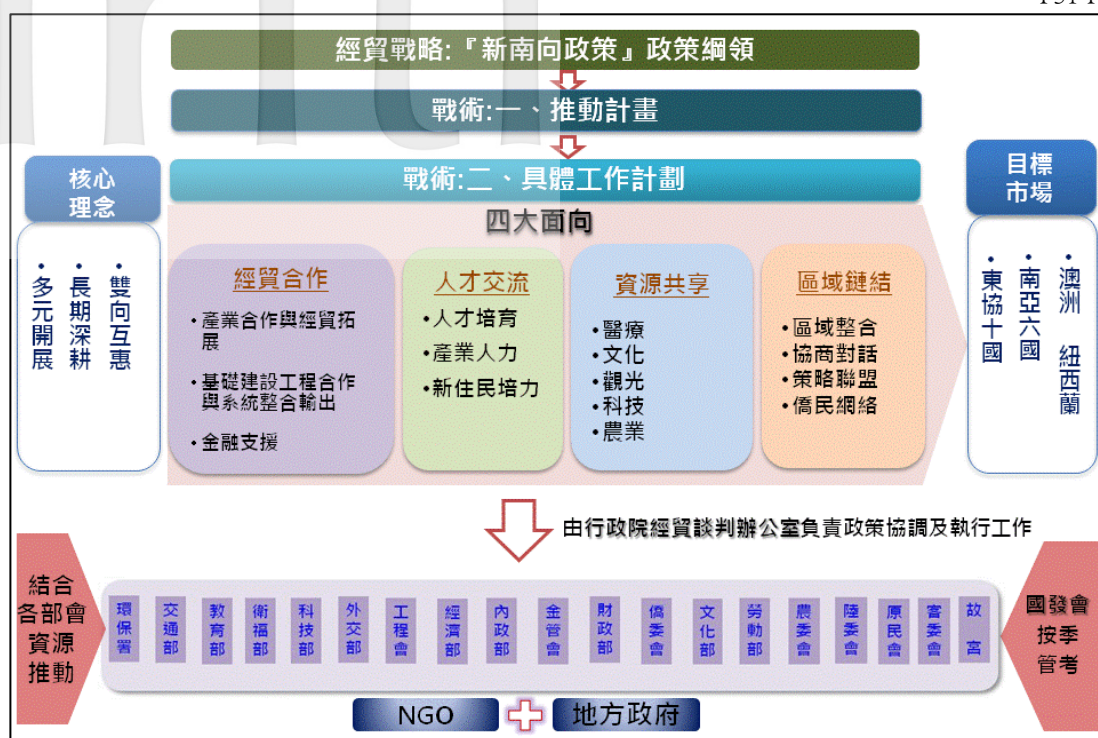 經貿戰略:『新南向政策』政策綱領
戰術:一、推動計畫
戰術:二、具體工作計劃
核心
理念
• 雙向互惠
• 長期深耕
• 多元開展
四大面向
經貿合作
• 產業合作與經貿拓
展
• 基礎建設工程合作
與系統整合輸出
• 金融支援
人才交流
• 人才培育
• 產業人力
• 新住民培力
資源共享
• 醫療
• 文化
• 觀光
• 科技
• 農業
區域鏈結
• 區域整合
• 協商對話
• 策略聯盟
• 僑民網絡
目標
市場
• 澳洲 紐西蘭
• 南亞六國
• 東協十國
由行政院經貿談判辦公室負責政策協調及執行工作
結合
各部會
資源
推動
環保署
交通部
教育部
衛福部
科技部
外交部
工程會
經濟部
內政部
金管會
財政部
僑委會
文化部
勞動部
農委會
陸委會
原民會
客委會
故宮
國發會
按季
管考
NGO
地方政府